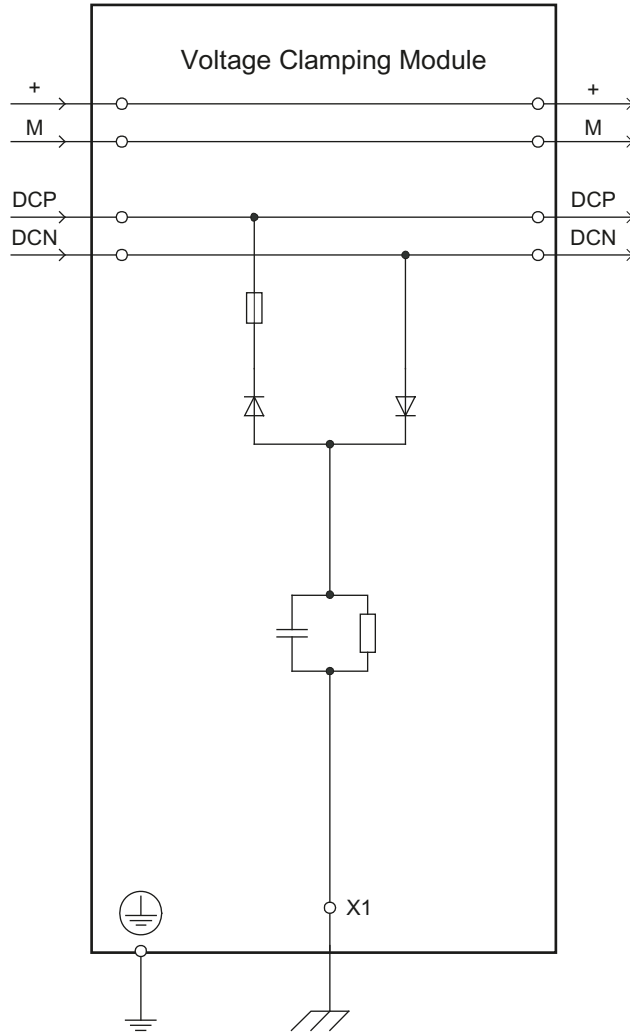 Voltage Clamping Module
+ +
M M
DCP DCP
DCN DCN
X1